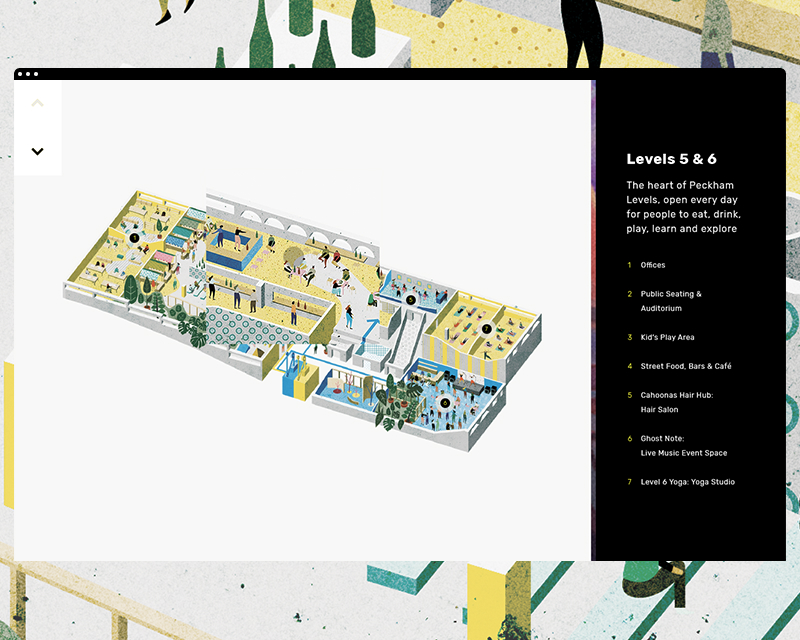 Levels 5 & 6
The heart of Peckham
Levels, open every day
for people to eat, drink,
play, learn and explore
1 Offices
2 Public Seating &
Auditorium
3 Kid's Play Area
4 Street Food, Bars & Café
5 Cahoonas Hair Hub:
Hair Salon
6 Ghost Note:
Live Music Event Space
7 Level 6 Yoga: Yoga Studio
1
5
7
6